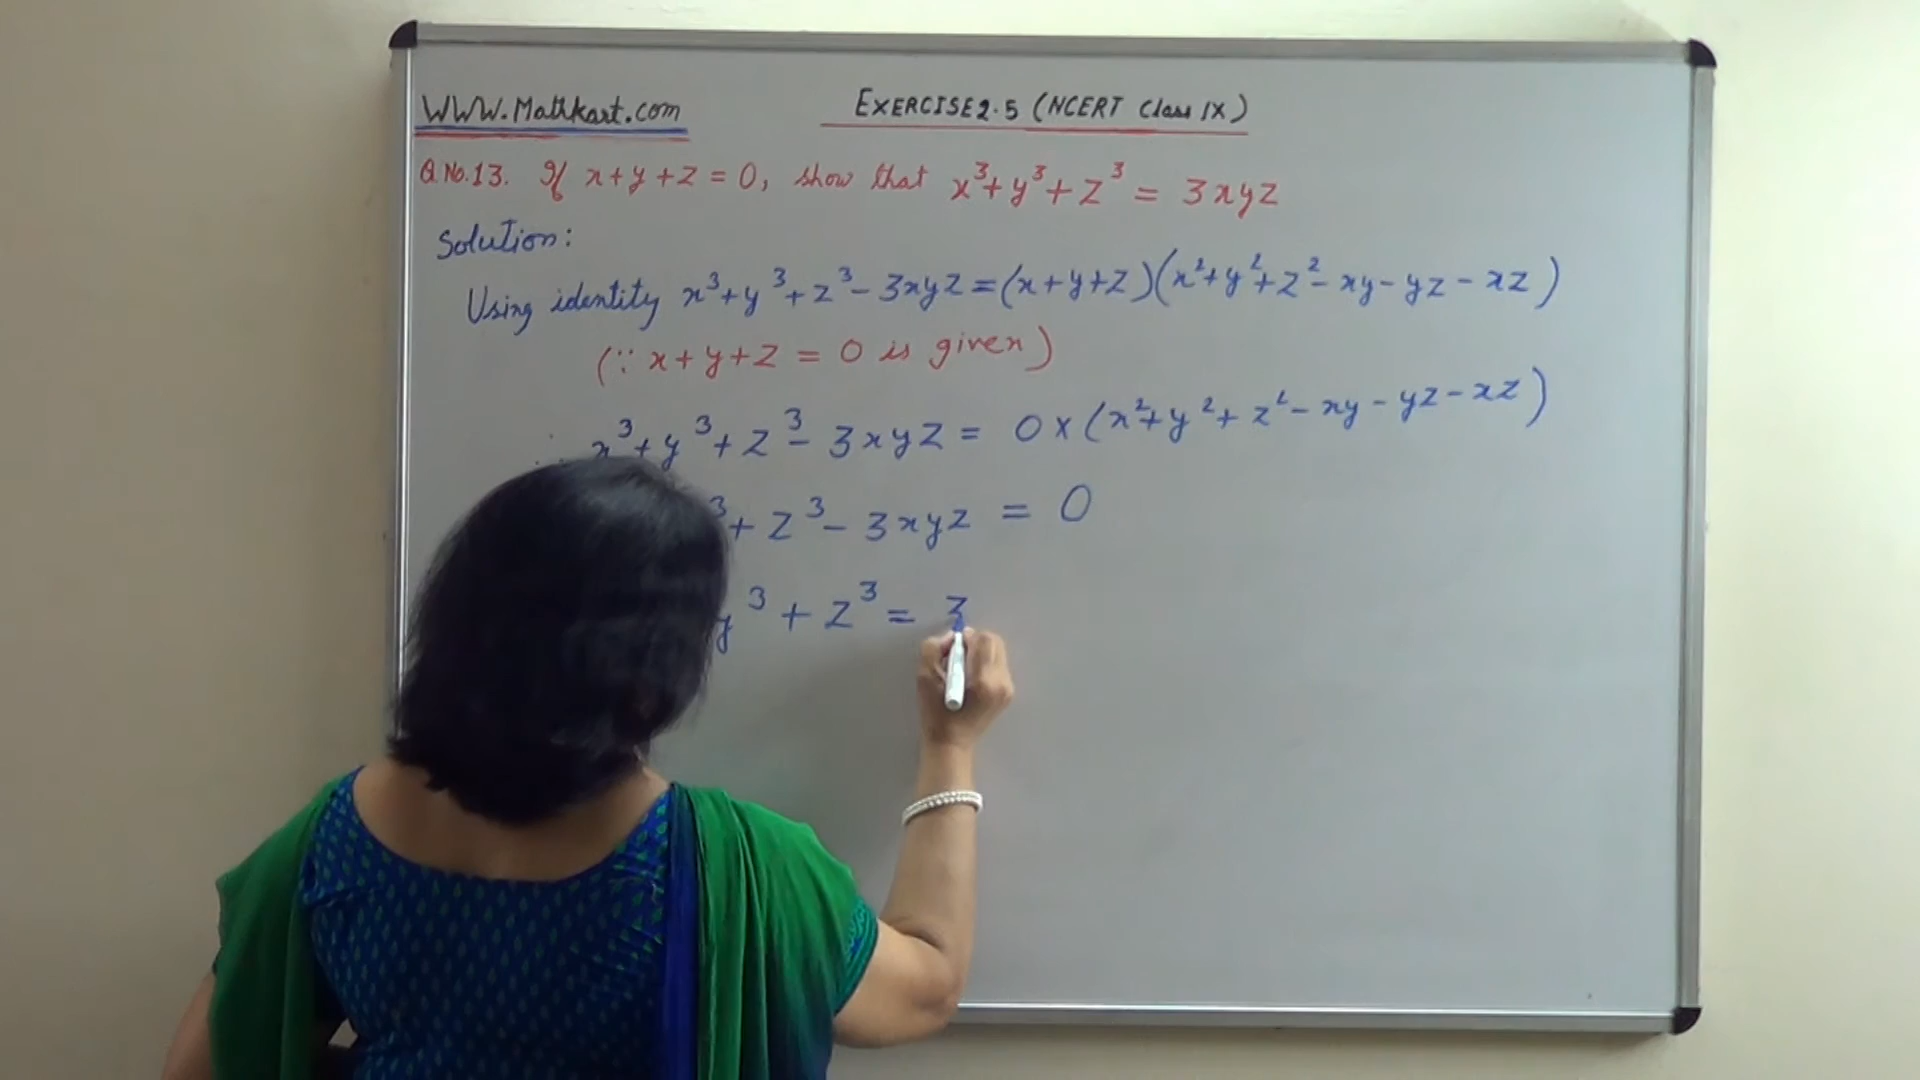 WWW.Mathkart.com EXERCISE 2.5 (NCERT Class IX)
Q.No.13. If x+y+z = 0, show that x³+y³+z³ = 3xyz
Solution:
Using identity x³+y³+z³-3xyz=(x+y+z)(x²+y²+z²-xy-yz-xz)
(∵ x+y+z = 0 is given)
x³+y³+z³-3xyz = 0×(x²+y²+z²-xy-yz-xz)
³+z³-3xyz = 0
y³+z³= 3